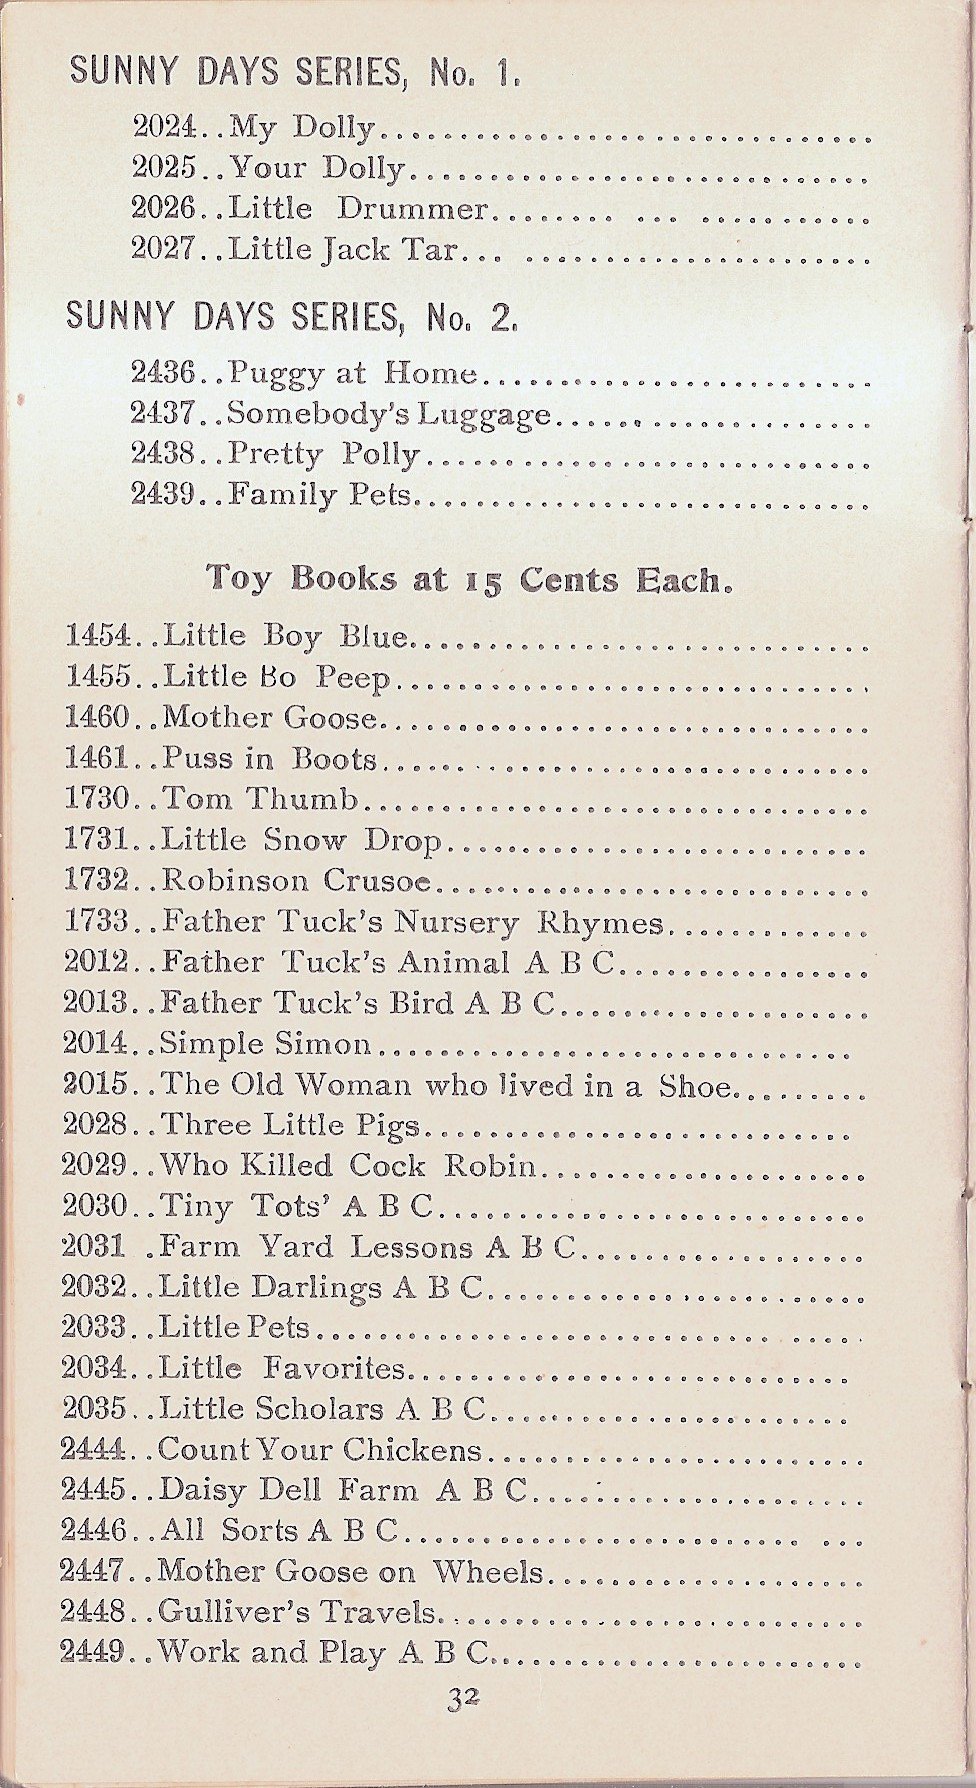 SUNNY DAYS SERIES, No. 1.
2024..My Dolly
2025..Your Dolly
2026..Little Drummer
2027..Little Jack Tar
SUNNY DAYS SERIES, No. 2.
2436..Puggy at Home
2437..Somebody's Luggage
2438..Pretty Polly
2439..Family Pets
Toy Books at 15 Cents Each.
1454..Little Boy Blue
1455..Little Bo Peep
1460..Mother Goose
1461..Puss in Boots
1730..Tom Thumb
1731..Little Snow Drop
1732..Robinson Crusoe
1733..Father Tuck's Nursery Rhymes
2012..Father Tuck's Animal A B C
2013..Father Tuck's Bird A B C
2014..Simple Simon
2015..The Old Woman who lived in a Shoe
2028..Three Little Pigs
2029..Who Killed Cock Robin
2030..Tiny Tots' A B C
2031 .Farm Yard Lessons A B C
2032..Little Darlings A B C
2033..Little Pets
2034..Little Favorites
2035..Little Scholars A B C
2444..Count Your Chickens
2445..Daisy Dell Farm A B C
2446..All Sorts A B C
2447..Mother Goose on Wheels
2448..Gulliver's Travels
2449..Work and Play A B C
32